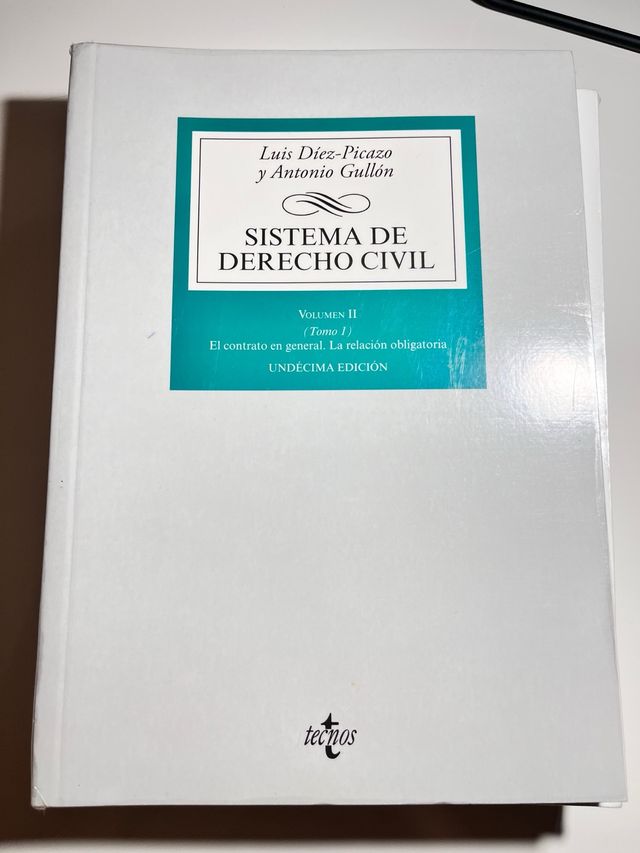 Luis Díez-Picazo
y Antonio Gullón
SISTEMA DE
DERECHO CIVIL
VOLUMEN II
(Tomo 1)
El contrato en general. La relación obligatoria
UNDÉCIMA EDICIÓN
tecnos